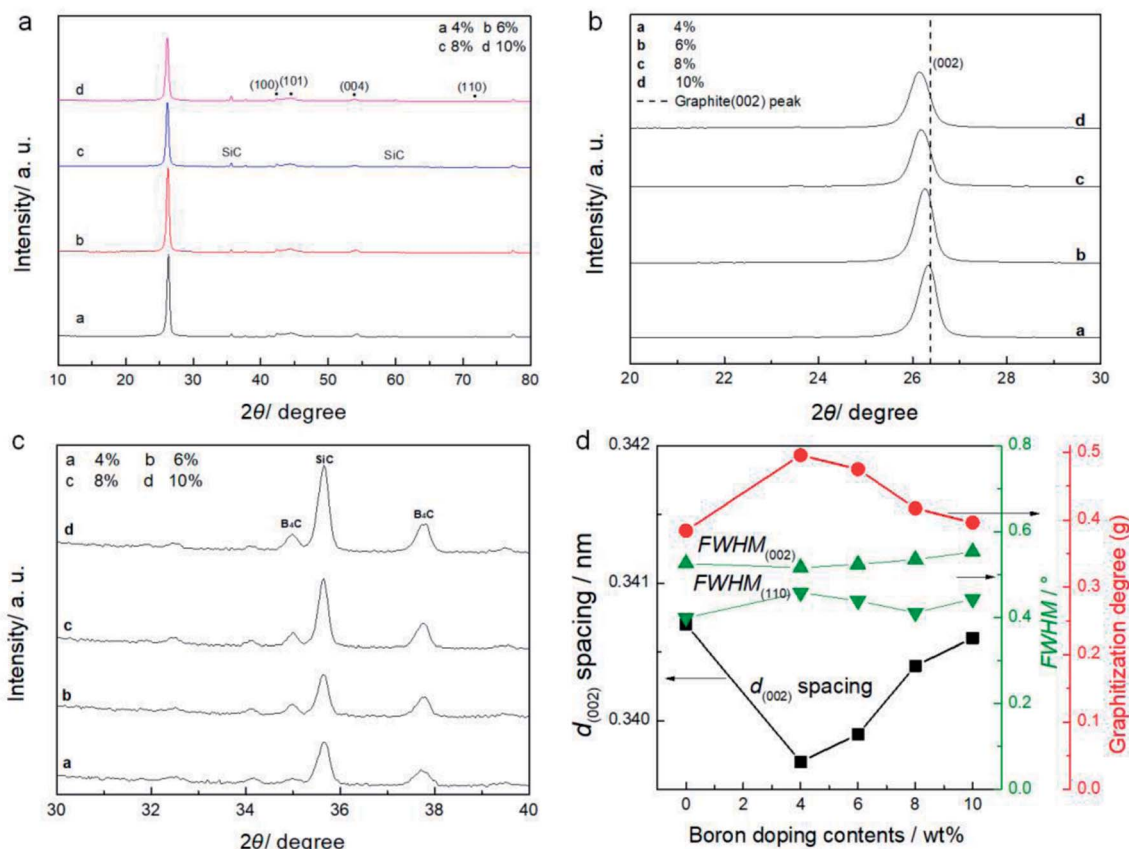 a
a 4% b 6%
c 8% d 10%
d
(100)
(101)
(004)
(110)
c
SiC
SiC
b
a
Intensity/ a. u.
10 20 30 40 50 60 70 80
2θ/ degree
b
a 4%
b 6%
c 8%
d 10%
Graphite(002) peak
(002)
d
c
b
a
Intensity/ a. u.
20 22 24 26 28 30
2θ/ degree
c
a 4% b 6%
c 8% d 10%
SiC
B₄C
B₄C
d
c
b
a
Intensity/ a. u.
30 32 34 36 38 40
2θ/ degree
d
0.342
0.341
0.340
d(002) spacing / nm
FWHM(002)
FWHM(110)
d(002) spacing
0.8
0.6
0.4
0.2
0.0
FWHM / °
0.5
0.4
0.3
0.2
0.1
0.0
Graphitization degree (g)
0 2 4 6 8 10
Boron doping contents / wt%